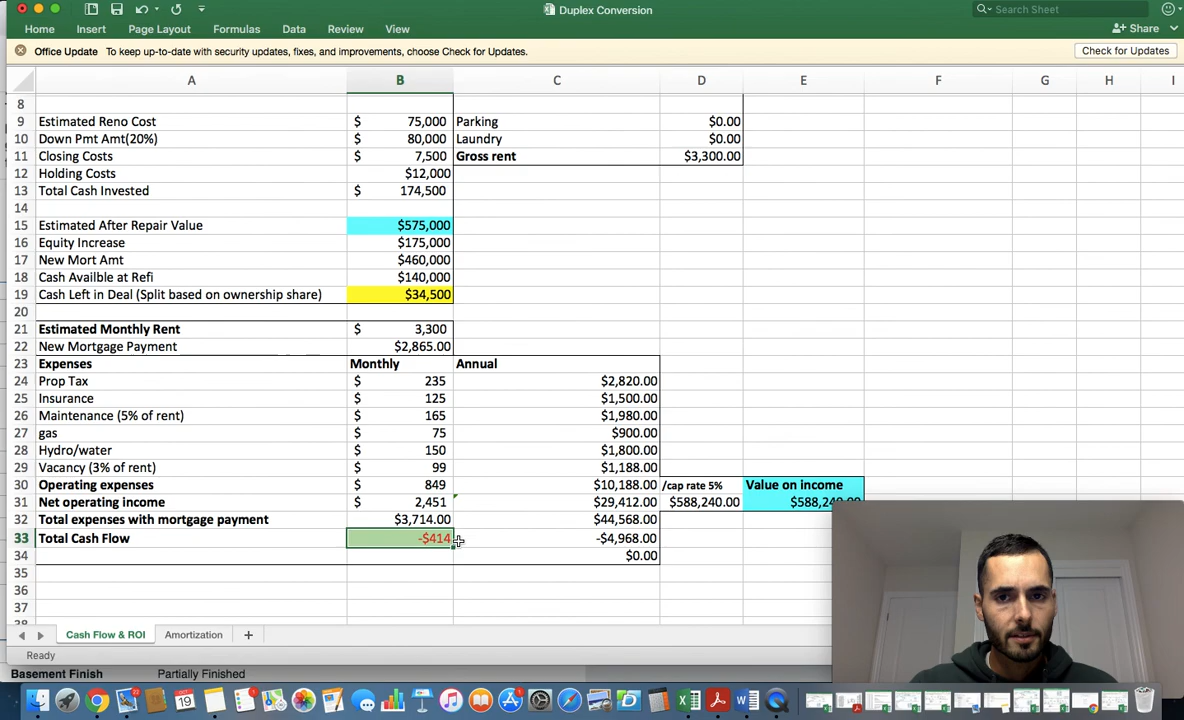 Duplex Conversion
Search Sheet
Home Insert Page Layout Formulas Data Review View
Share
Office Update To keep up-to-date with security updates, fixes, and improvements, choose Check for Updates.
Check for Updates
A B C D E F G H I
8
9 Estimated Reno Cost $ 75,000 Parking $0.00
10 Down Pmt Amt(20%) $ 80,000 Laundry $0.00
11 Closing Costs $ 7,500 Gross rent $3,300.00
12 Holding Costs $12,000
13 Total Cash Invested $ 174,500
14
15 Estimated After Repair Value $575,000
16 Equity Increase $175,000
17 New Mort Amt $460,000
18 Cash Availble at Refi $140,000
19 Cash Left in Deal (Split based on ownership share) $34,500
20
21 Estimated Monthly Rent $ 3,300
22 New Mortgage Payment $2,865.00
23 Expenses Monthly Annual
24 Prop Tax $ 235 $2,820.00
25 Insurance $ 125 $1,500.00
26 Maintenance (5% of rent) $ 165 $1,980.00
27 gas $ 75 $900.00
28 Hydro/water $ 150 $1,800.00
29 Vacancy (3% of rent) $ 99 $1,188.00
30 Operating expenses $ 849 $10,188.00 /cap rate 5% Value on income
31 Net operating income $ 2,451 $29,412.00 $588,240.00
32 Total expenses with mortgage payment $3,714.00 $44,568.00
33 Total Cash Flow -$414 -$4,968.00
34 $0.00
35
36
37
Cash Flow & ROI Amortization +
Ready
Basement Finish Partially Finished